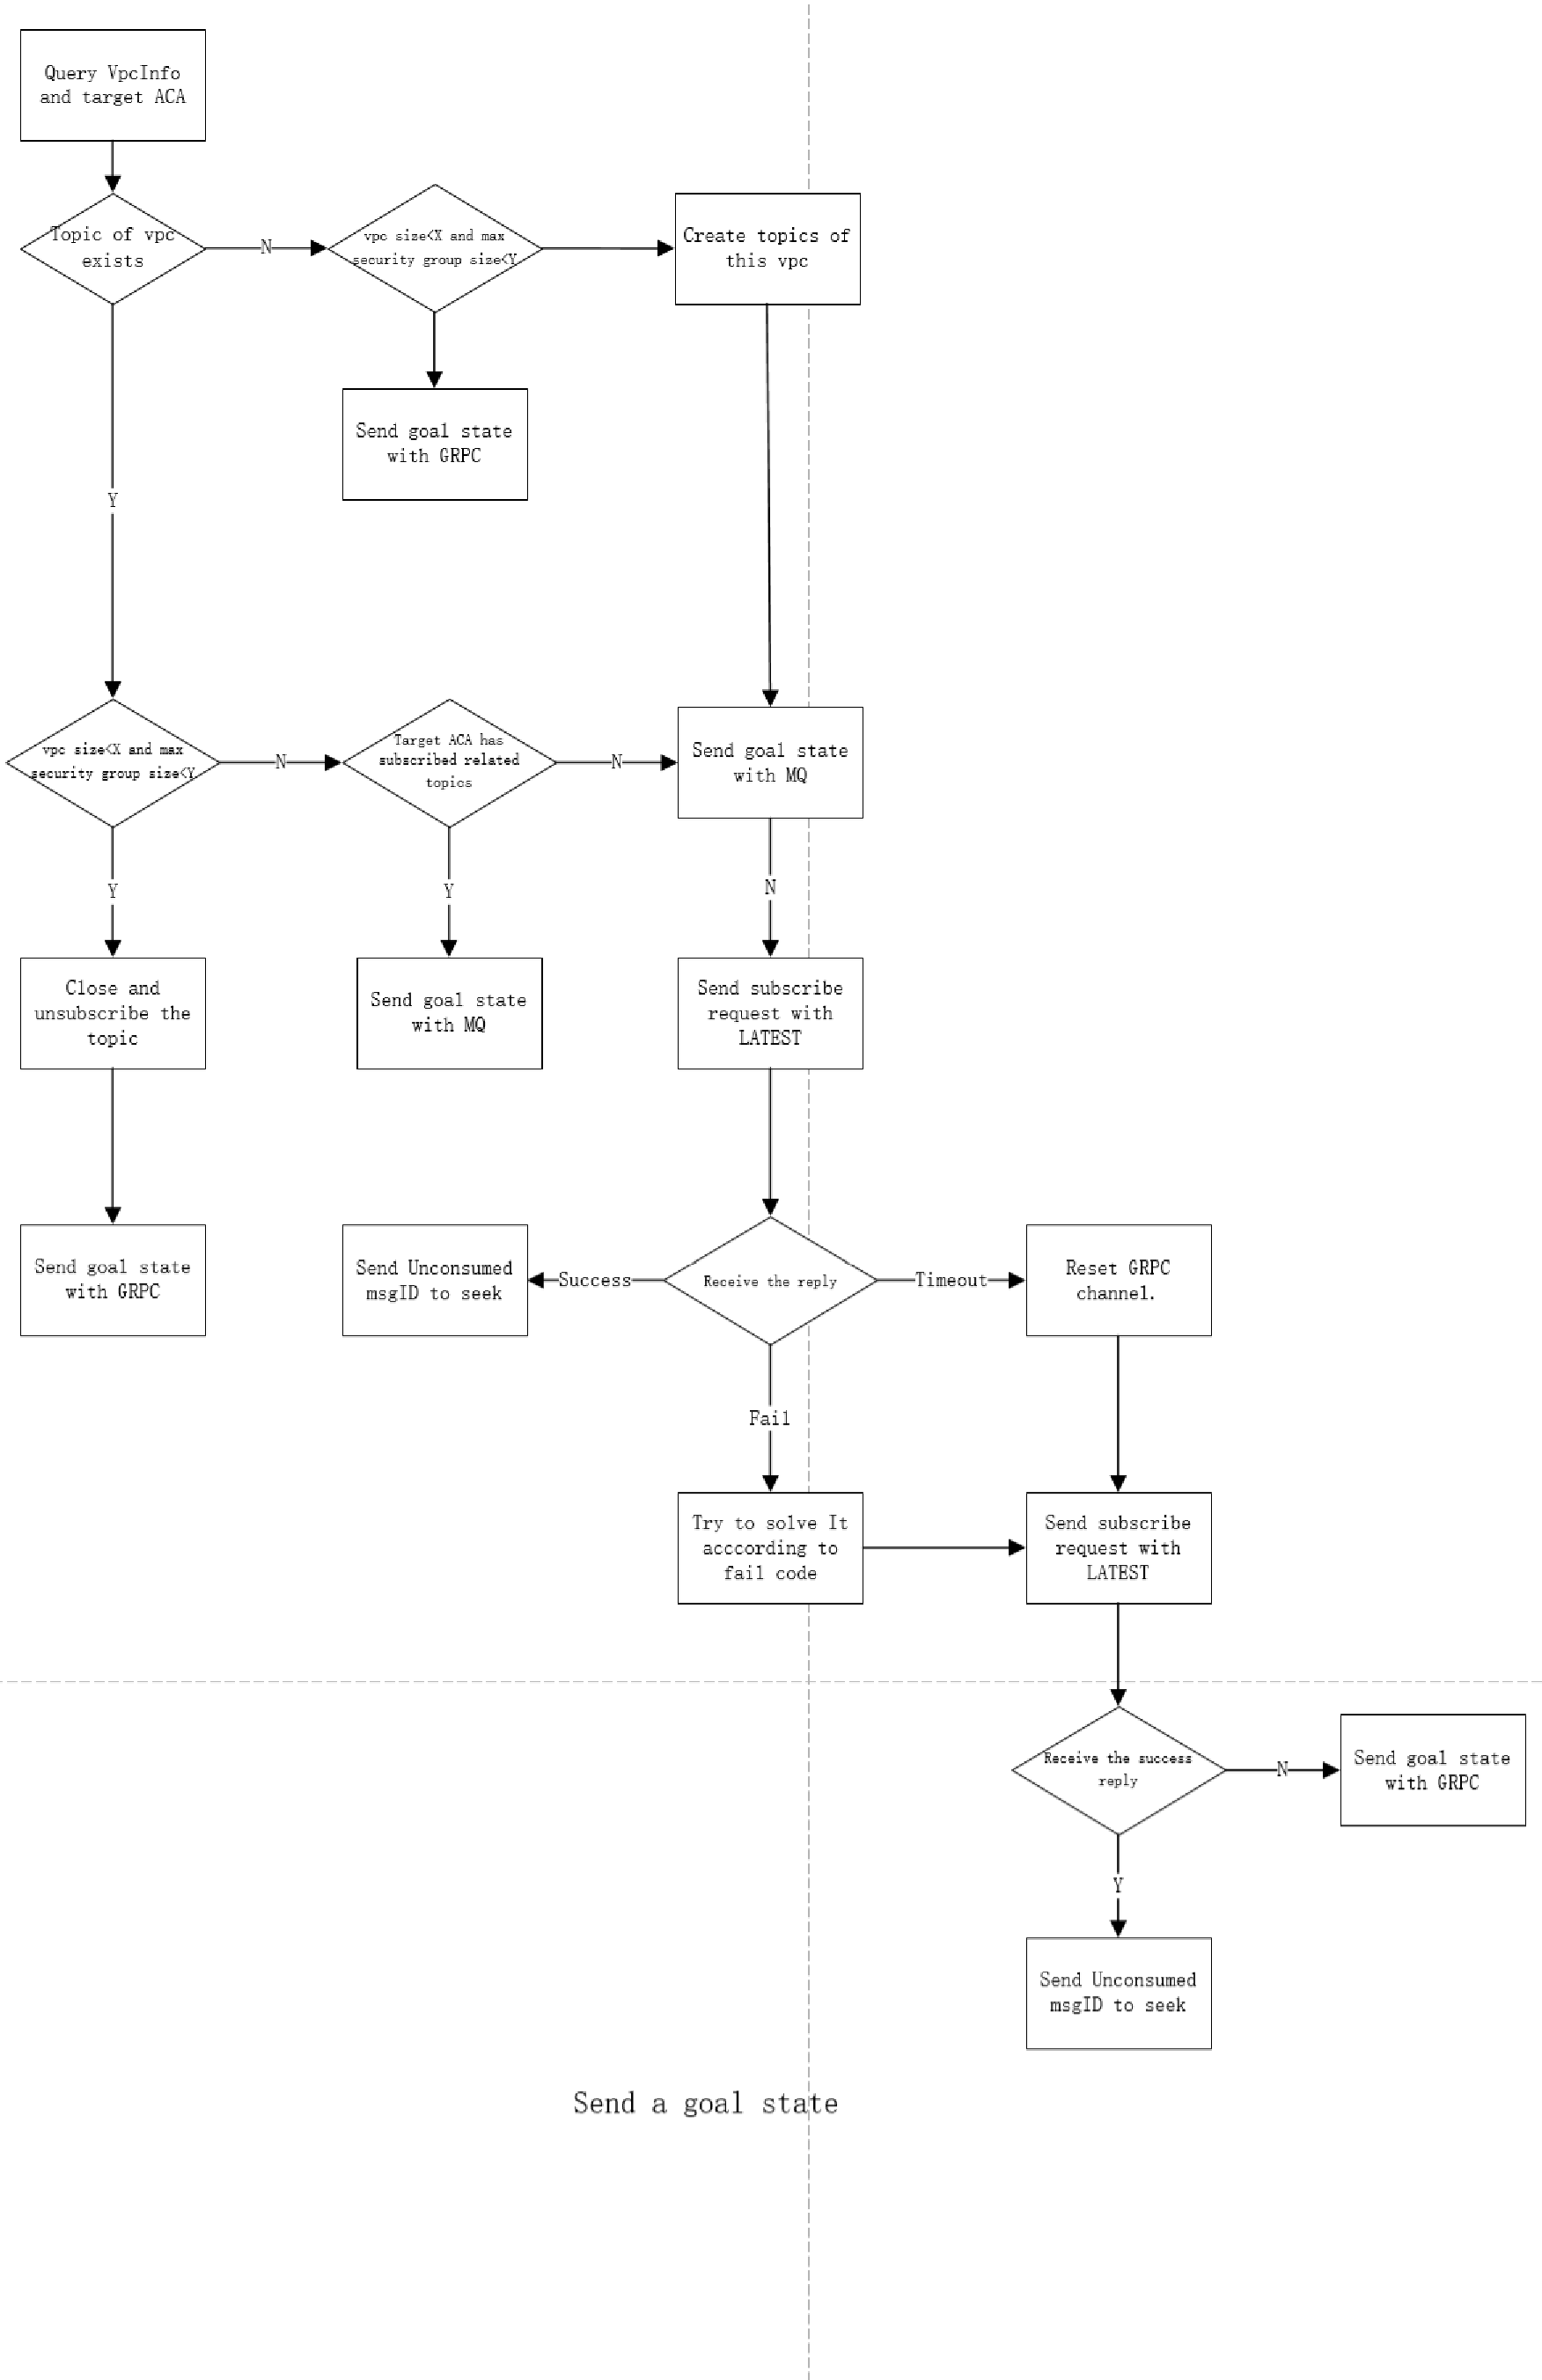 Query VpcInfo
and target ACA
Topic of vpc
exists
N
vpc size<X and max
security group size<Y
Create topics of
this vpc
Send goal state
with GRPC
Y
vpc size<X and max
security group size<Y
N
Target ACA has
subscribed related
topics
N
Send goal state
with MQ
Y
Y
N
Close and
unsubscribe the
topic
Send goal state
with MQ
Send subscribe
request with
LATEST
Send goal state
with GRPC
Send Unconsumed
msgID to seek
Success
Receive the reply
Timeout
Reset GRPC
channel.
Fail
Try to solve It
acccording to
fail code
Send subscribe
request with
LATEST
Receive the success
reply
N
Send goal state
with GRPC
Y
Send Unconsumed
msgID to seek
Send a goal state